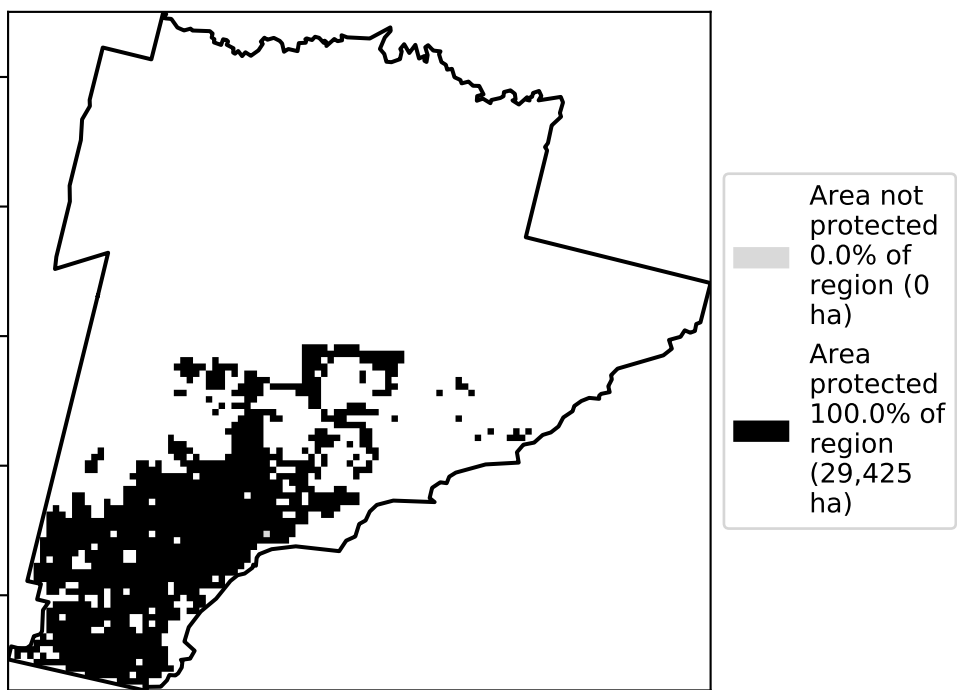 Area not
protected
0.0% of
region (0
ha)
Area
protected
100.0% of
region
(29,425
ha)